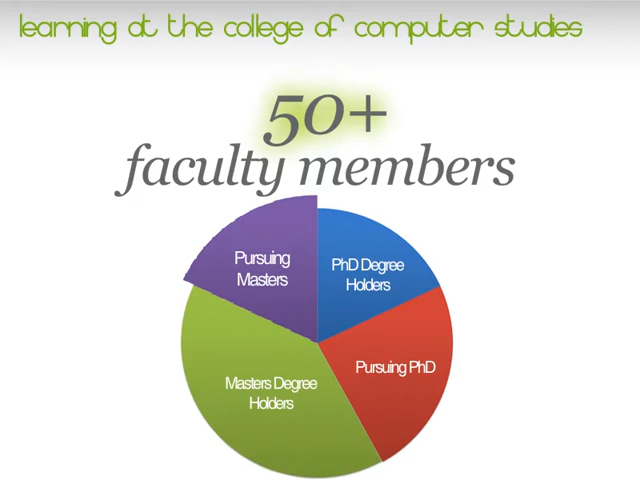 learning at the college of computer studies
50+
faculty members
Pursuing
Masters
PhD Degree
Holders
Pursuing PhD
Masters Degree
Holders